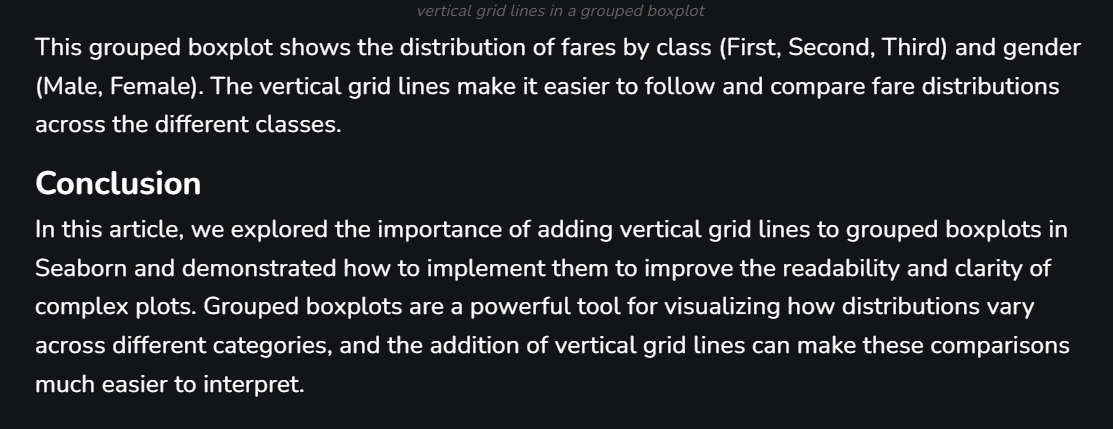 vertical grid lines in a grouped boxplot
This grouped boxplot shows the distribution of fares by class (First, Second, Third) and gender
(Male, Female). The vertical grid lines make it easier to follow and compare fare distributions
across the different classes.
Conclusion
In this article, we explored the importance of adding vertical grid lines to grouped boxplots in
Seaborn and demonstrated how to implement them to improve the readability and clarity of
complex plots. Grouped boxplots are a powerful tool for visualizing how distributions vary
across different categories, and the addition of vertical grid lines can make these comparisons
much easier to interpret.